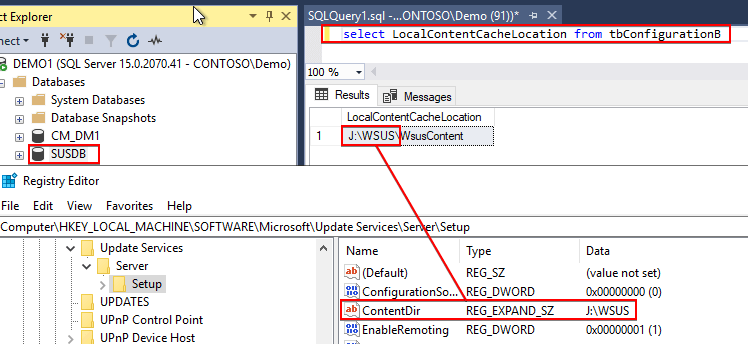 ct Explorer
SQLQuery1.sql -...ONTOSO\Demo (91))*
nnect
select LocalContentCacheLocation from tbConfigurationB
DEMO1 (SQL Server 15.0.2070.41 - CONTOSO\Demo)
Databases
System Databases
Database Snapshots
CM_DM1
SUSDB
100 %
Results
Messages
LocalContentCacheLocation
1 J:\WSUS\WsusContent
Registry Editor
File Edit View Favorites Help
Computer\HKEY_LOCAL_MACHINE\SOFTWARE\Microsoft\Update Services\Server\Setup
Update Services
Server
Setup
UPDATES
UPnP Control Point
UPnP Device Host
Name Type Data
(Default) REG_SZ (value not set)
ConfigurationSo... REG_DWORD 0x00000000 (0)
ContentDir REG_EXPAND_SZ J:\WSUS
EnableRemoting REG_DWORD 0x00000001 (1)